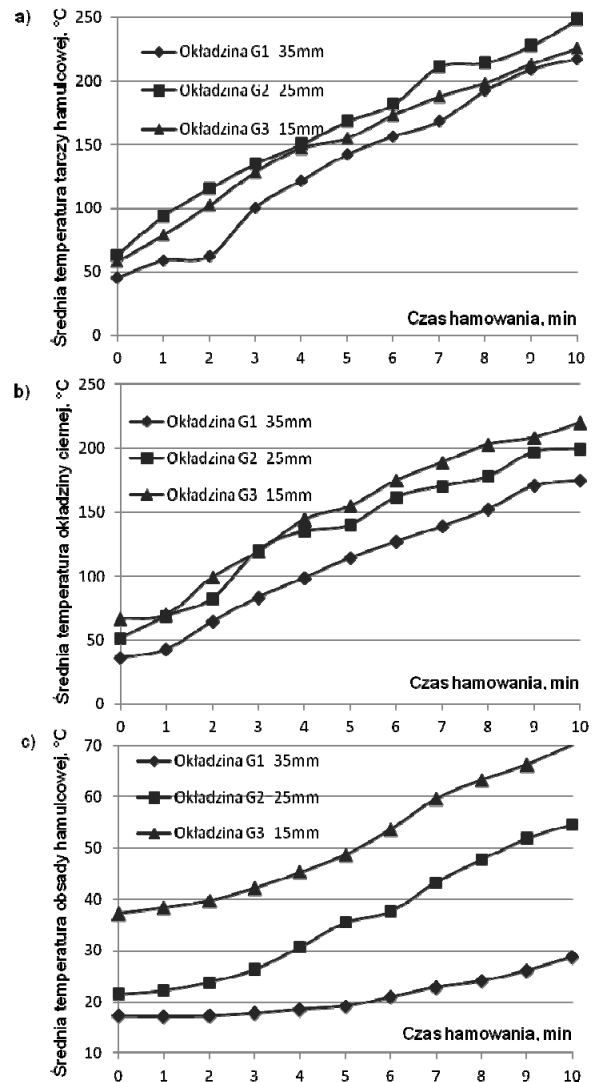 a)
Średnia temperatura tarczy hamulcowej, °C
250
200
150
100
50
0
Okładzina G1 35mm
Okładzina G2 25mm
Okładzina G3 15mm
Czas hamowania, min
0 1 2 3 4 5 6 7 8 9 10
b)
Średnia temperatura okładziny ciernej, °C
250
200
150
100
50
0
Okładzina G1 35mm
Okładzina G2 25mm
Okładzina G3 15mm
Czas hamowania, min
0 1 2 3 4 5 6 7 8 9 10
c)
Średnia temperatura obsady hamulcowej, °C
70
60
50
40
30
20
10
Okładzina G1 35mm
Okładzina G2 25mm
Okładzina G3 15mm
Czas hamowania, min
0 1 2 3 4 5 6 7 8 9 10